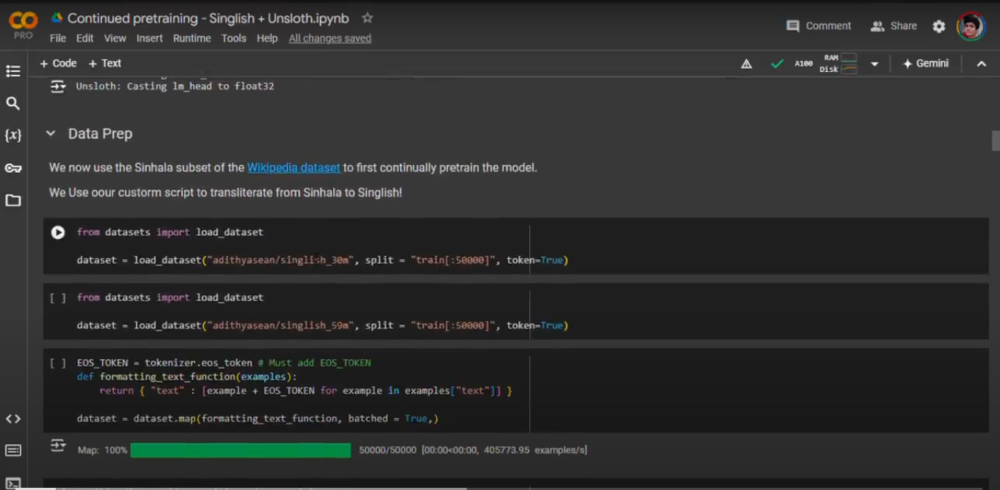 CO
PRO
Continued pretraining - Singlish + Unsloth.ipynb
File Edit View Insert Runtime Tools Help All changes saved
Comment
Share
+ Code + Text
A100
RAM
Disk
Gemini
Unsloth: Casting lm_head to float32
{x}
Data Prep
We now use the Sinhala subset of the Wikipedia dataset to first continually pretrain the model.
We Use oour custorm script to transliterate from Sinhala to Singlish!
from datasets import load_dataset
dataset = load_dataset("adithyasean/singlish_30m", split = "train[:50000]", token=True)
[ ] from datasets import load_dataset
dataset = load_dataset("adithyasean/singlish_59m", split = "train[:50000]", token=True)
[ ] EOS_TOKEN = tokenizer.eos_token # Must add EOS_TOKEN
def formatting_text_function(examples):
return { "text" : [example + EOS_TOKEN for example in examples["text"]] }
dataset = dataset.map(formatting_text_function, batched = True,)
Map: 100% 50000/50000 [00:00<00:00, 405773.95 examples/s]